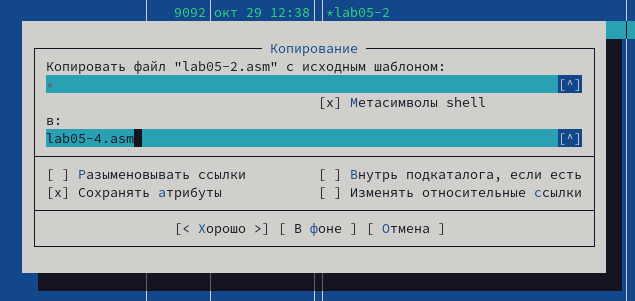 9092 окт 29 12:38 *lab05-2
Копирование
Копировать файл "lab05-2.asm" с исходным шаблоном:
* [^]
[x] Метасимволы shell
в:
lab05-4.asm [^]
[ ] Разыменовывать ссылки [ ] Внутрь подкаталога, если есть
[x] Сохранять атрибуты [ ] Изменять относительные ссылки
[< Хорошо >] [ В фоне ] [ Отмена ]